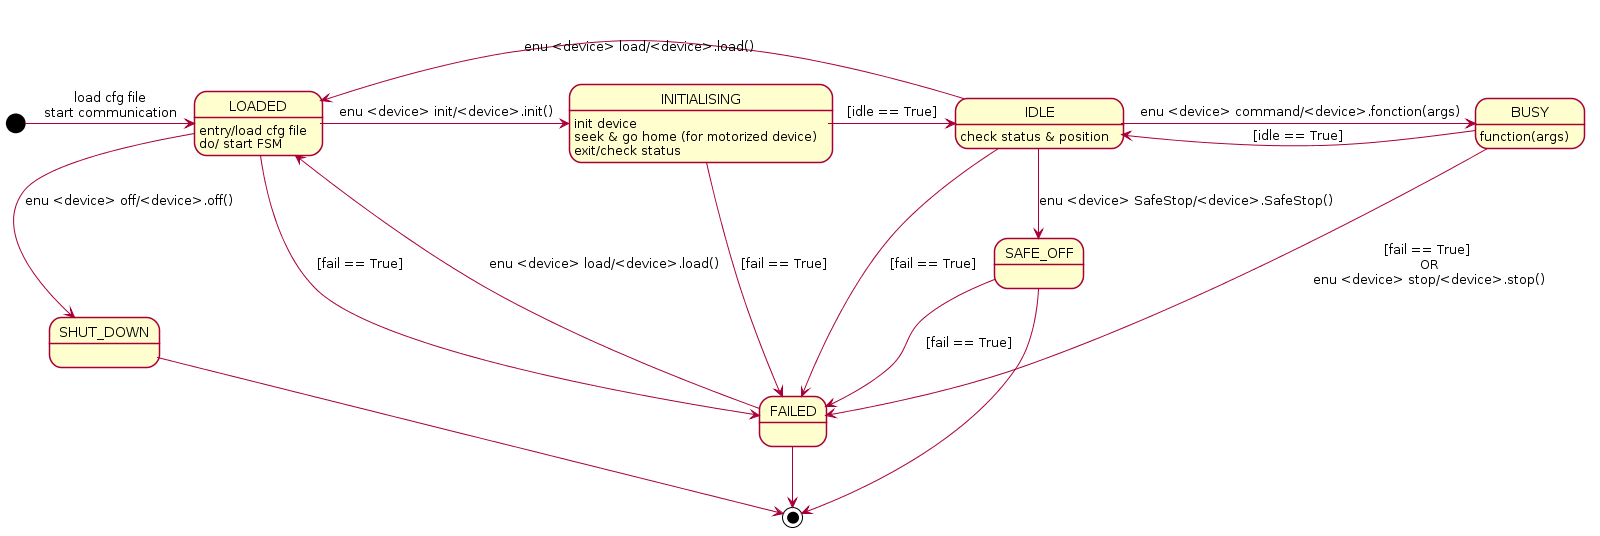 enu <device> load/<device>.load()
load cfg file
start communication
LOADED
entry/load cfg file
do/ start FSM
enu <device> init/<device>.init()
INITIALISING
init device
seek & go home (for motorized device)
exit/check status
[idle == True]
IDLE
check status & position
enu <device> command/<device>.fonction(args)
[idle == True]
BUSY
function(args)
enu <device> off/<device>.off()
enu <device> SafeStop/<device>.SafeStop()
[fail == True]
enu <device> load/<device>.load()
[fail == True]
[fail == True]
SAFE_OFF
[fail == True]
OR
enu <device> stop/<device>.stop()
SHUT_DOWN
[fail == True]
FAILED